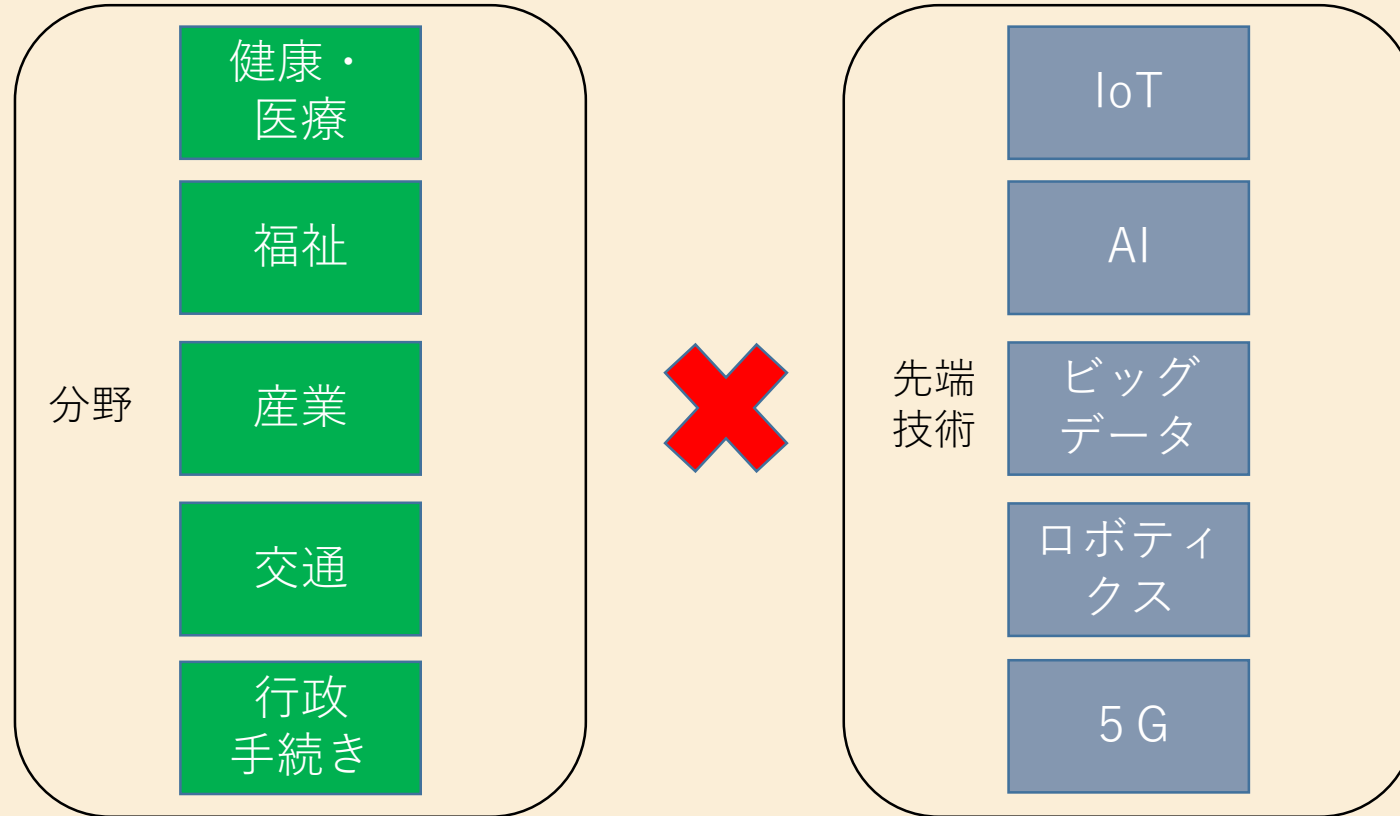 分野
健康・
医療
福祉
産業
交通
行政
手続き
先端
技術
IoT
AI
ビッグ
データ
ロボティ
クス
５G